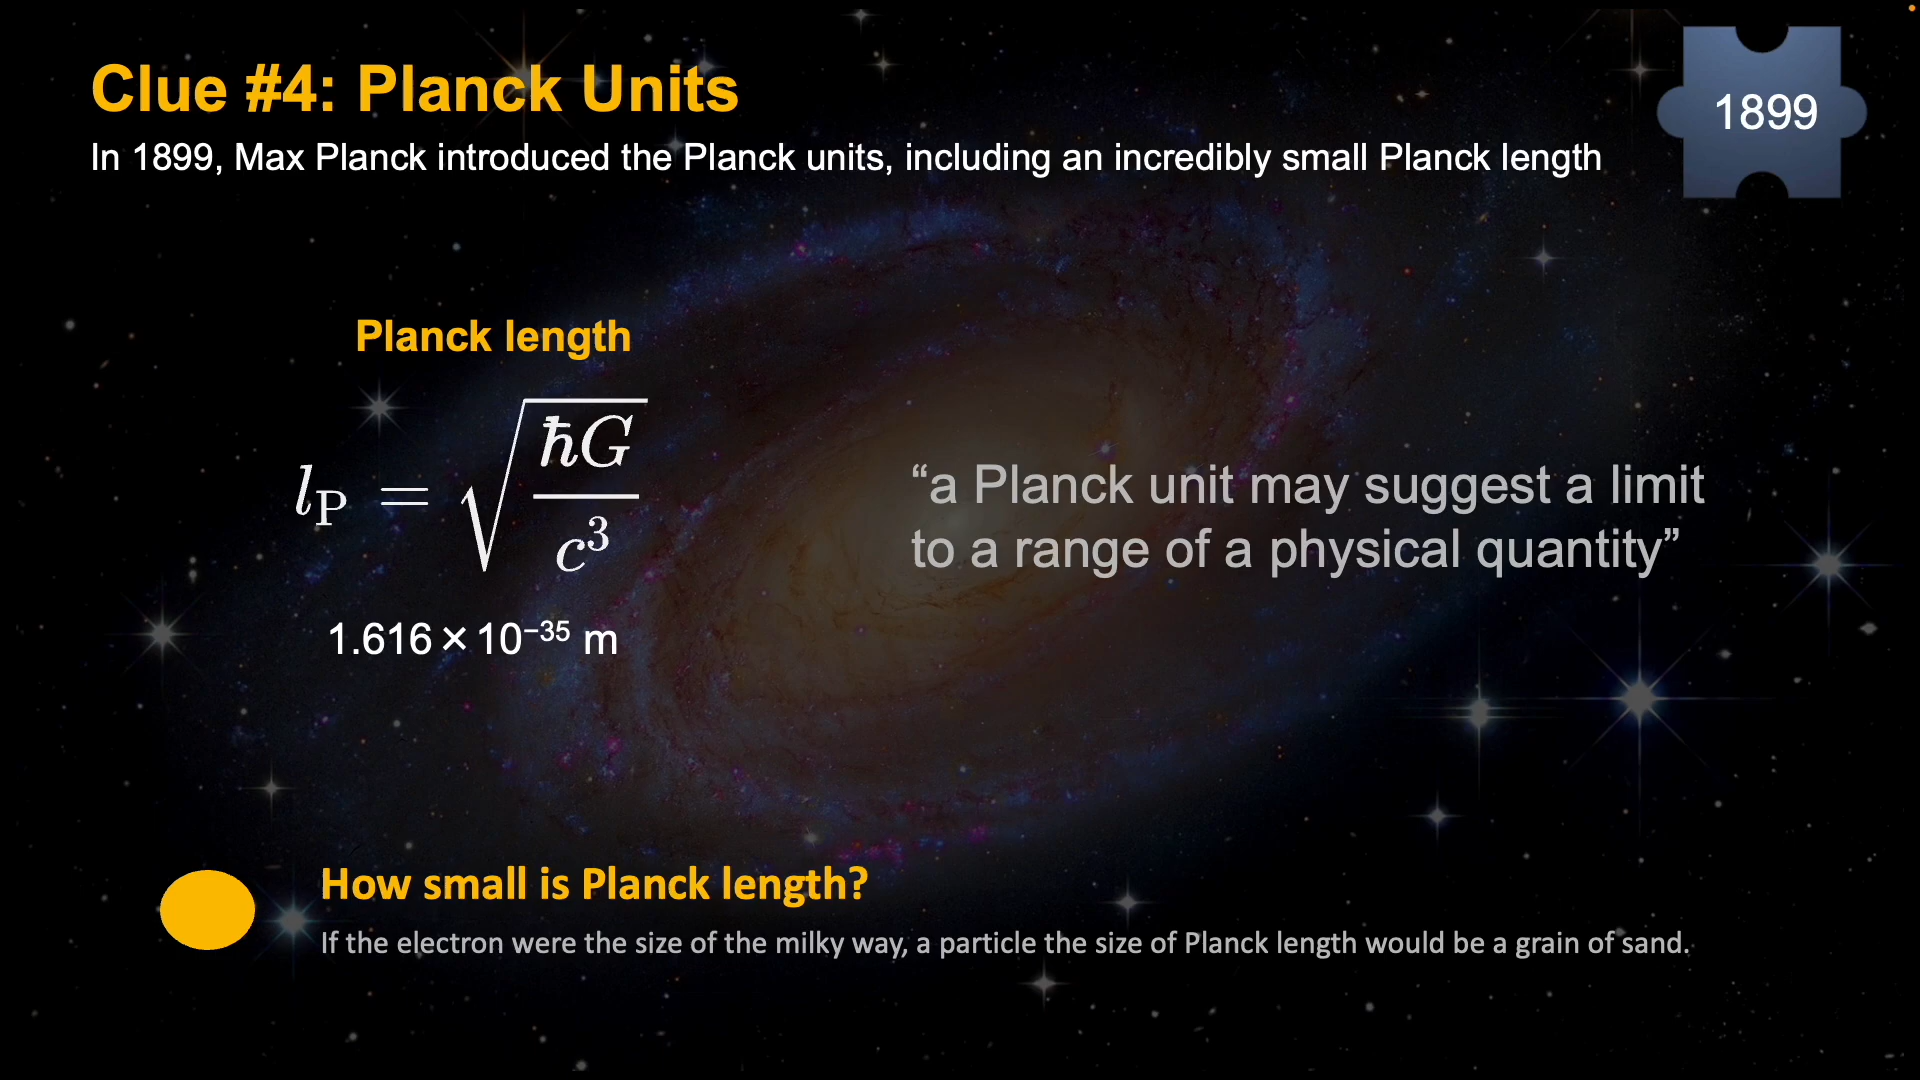 Clue #4: Planck Units
1899
In 1899, Max Planck introduced the Planck units, including an incredibly small Planck length
Planck length
l_P = √(ħG / c³)
1.616 × 10⁻³⁵ m
“a Planck unit may suggest a limit
to a range of a physical quantity”
How small is Planck length?
If the electron were the size of the milky way, a particle the size of Planck length would be a grain of sand.